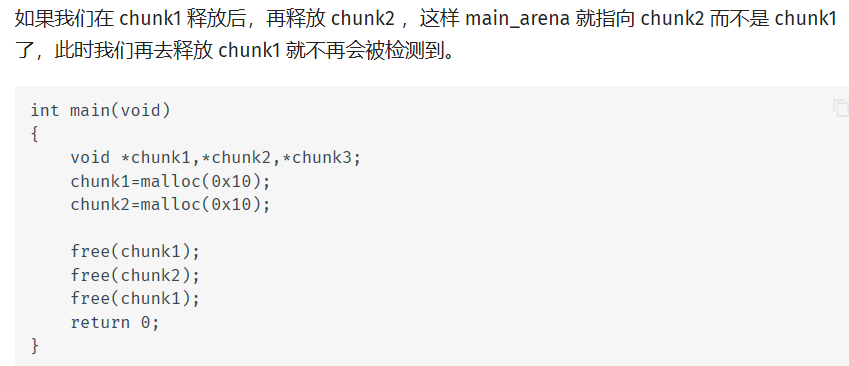 如果我们在 chunk1 释放后，再释放 chunk2 ，这样 main_arena 就指向 chunk2 而不是 chunk1
了，此时我们再去释放 chunk1 就不再会被检测到。
int main(void)
{
    void *chunk1,*chunk2,*chunk3;
    chunk1=malloc(0x10);
    chunk2=malloc(0x10);

    free(chunk1);
    free(chunk2);
    free(chunk1);
    return 0;
}